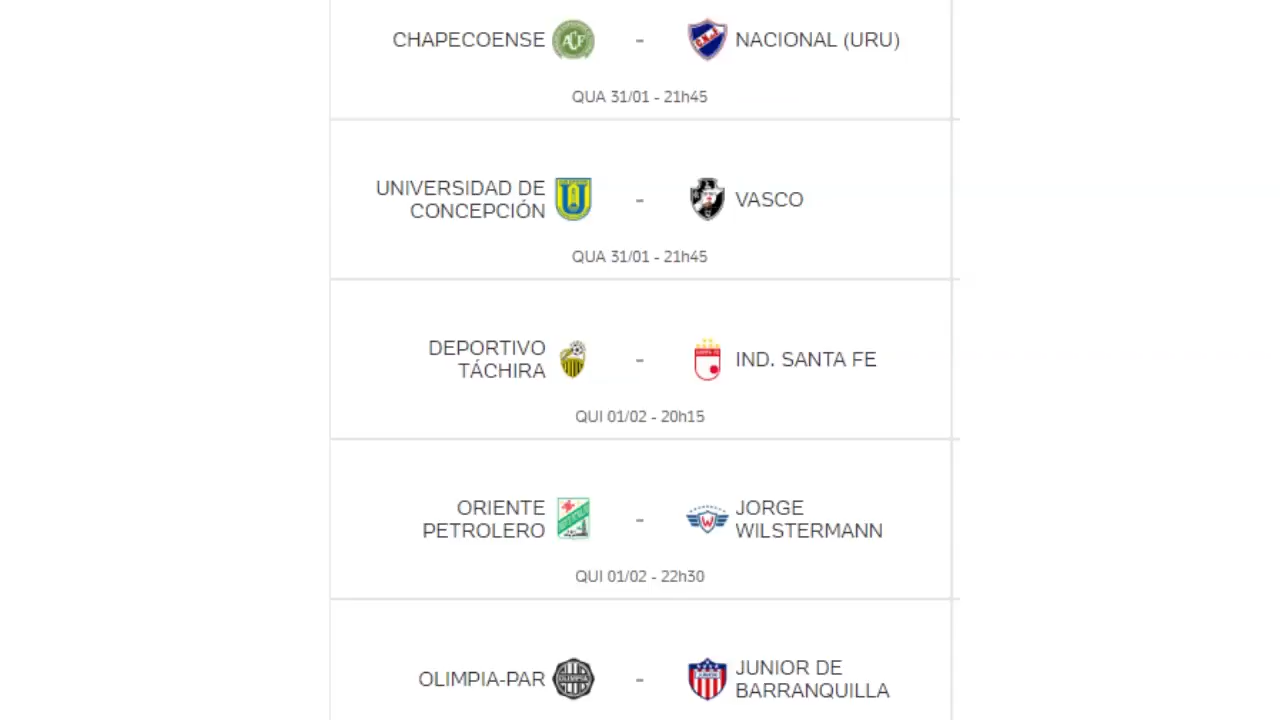 CHAPECOENSE - NACIONAL (URU)
QUA 31/01 - 21h45
UNIVERSIDAD DE
CONCEPCIÓN - VASCO
QUA 31/01 - 21h45
DEPORTIVO
TÁCHIRA - IND. SANTA FE
QUI 01/02 - 20h15
ORIENTE
PETROLERO - JORGE
WILSTERMANN
QUI 01/02 - 22h30
OLIMPIA-PAR - JUNIOR DE
BARRANQUILLA